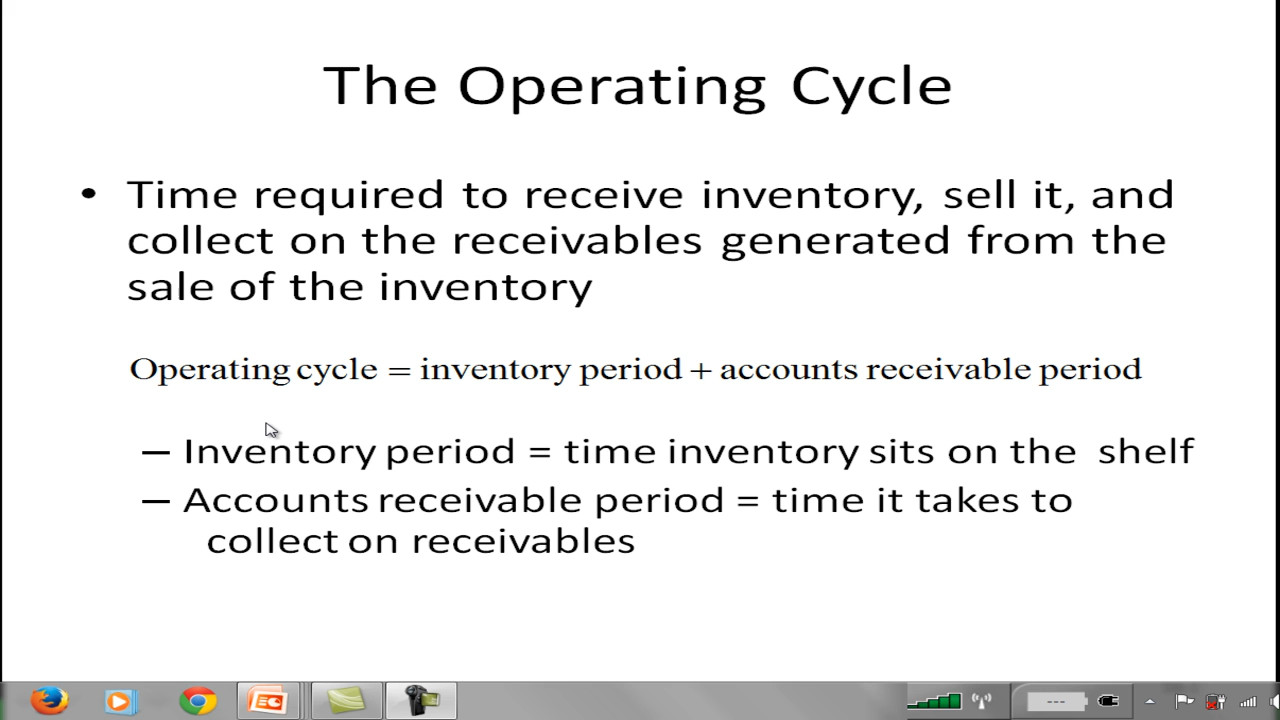 The Operating Cycle
• Time required to receive inventory, sell it, and
collect on the receivables generated from the
sale of the inventory
Operating cycle = inventory period + accounts receivable period
– Inventory period = time inventory sits on the shelf
– Accounts receivable period = time it takes to
collect on receivables
---